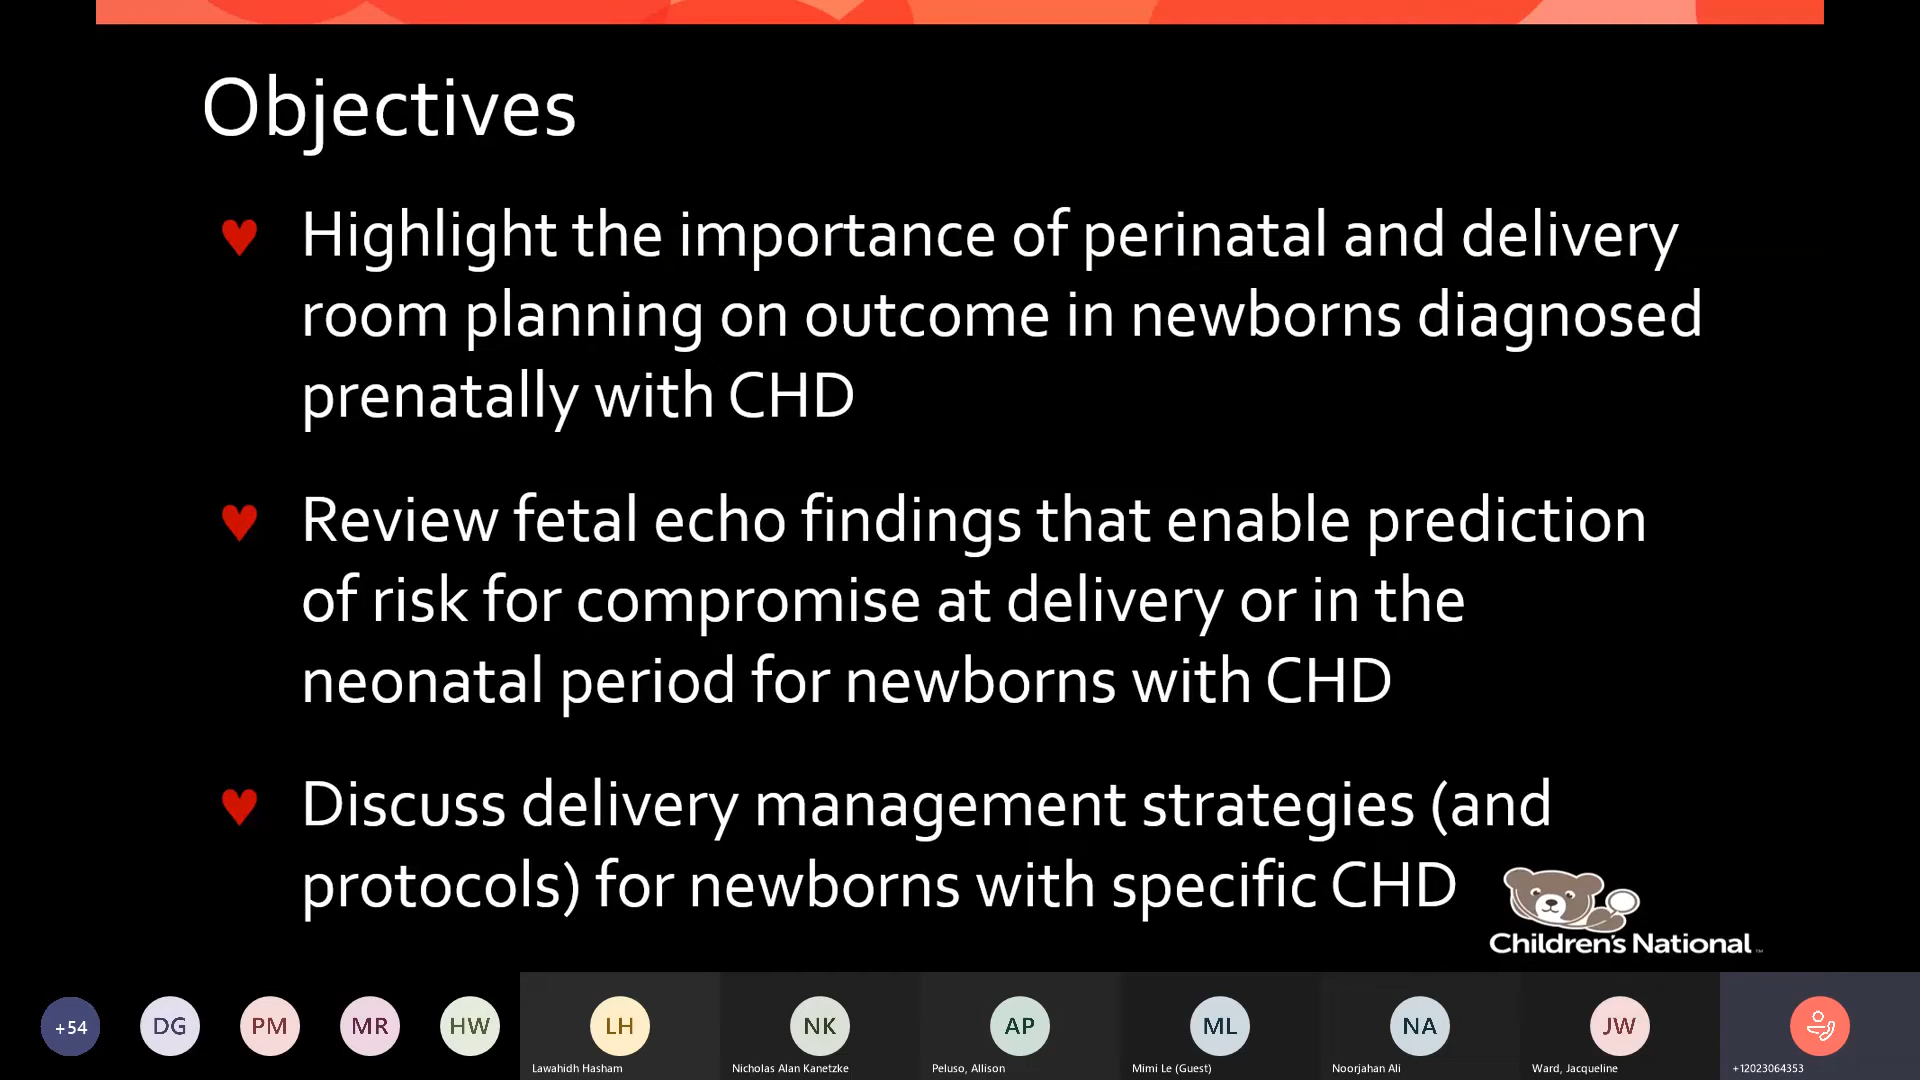 Objectives
♥ Highlight the importance of perinatal and delivery
room planning on outcome in newborns diagnosed
prenatally with CHD
♥ Review fetal echo findings that enable prediction
of risk for compromise at delivery or in the
neonatal period for newborns with CHD
♥ Discuss delivery management strategies (and
protocols) for newborns with specific CHD
Children's National™
+54
DG
PM
MR
HW
LH
NK
AP
ML
NA
JW
Lawahidh Hasham
Nicholas Alan Kanetzke
Peluso, Allison
Mimi Le (Guest)
Noorjahan Ali
Ward, Jacqueline
+12023064353